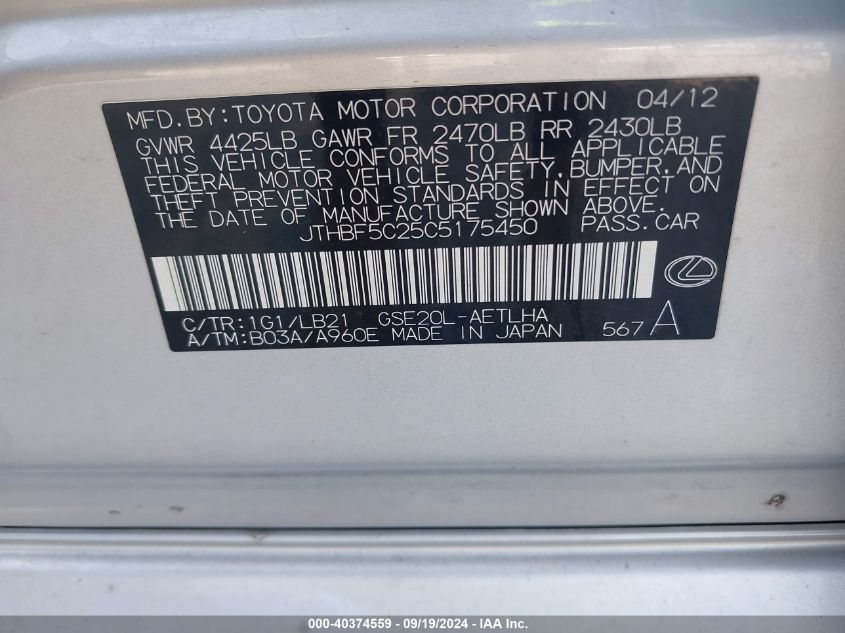 MFD.BY:TOYOTA MOTOR CORPORATION 04/12
GVWR 4425LB GAWR FR 2470LB RR 2430LB
THIS VEHICLE CONFORMS TO ALL APPLICABLE
FEDERAL MOTOR VEHICLE SAFETY,BUMPER,AND
THEFT PREVENTION STANDARDS IN EFFECT ON
THE DATE OF MANUFACTURE SHOWN ABOVE.
JTHBF5C25C5175450 PASS.CAR
C/TR:1G1/LB21 GSE20L-AETLHA
A/TM:B03A/A960E MADE IN JAPAN 567A
000-40374559 - 09/19/2024 - IAA Inc.